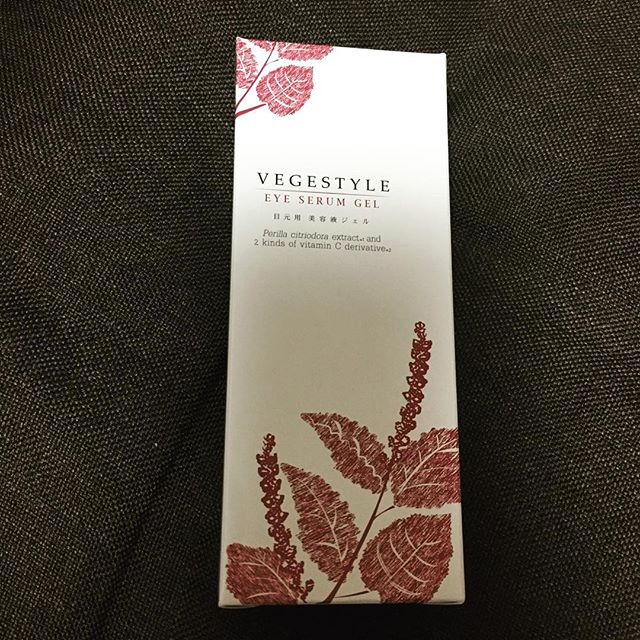 VEGESTYLE
EYE SERUM GEL
目元用 美容液ジェル
Perilla citriodora extract※1 and
2 kinds of vitamin C derivative※2